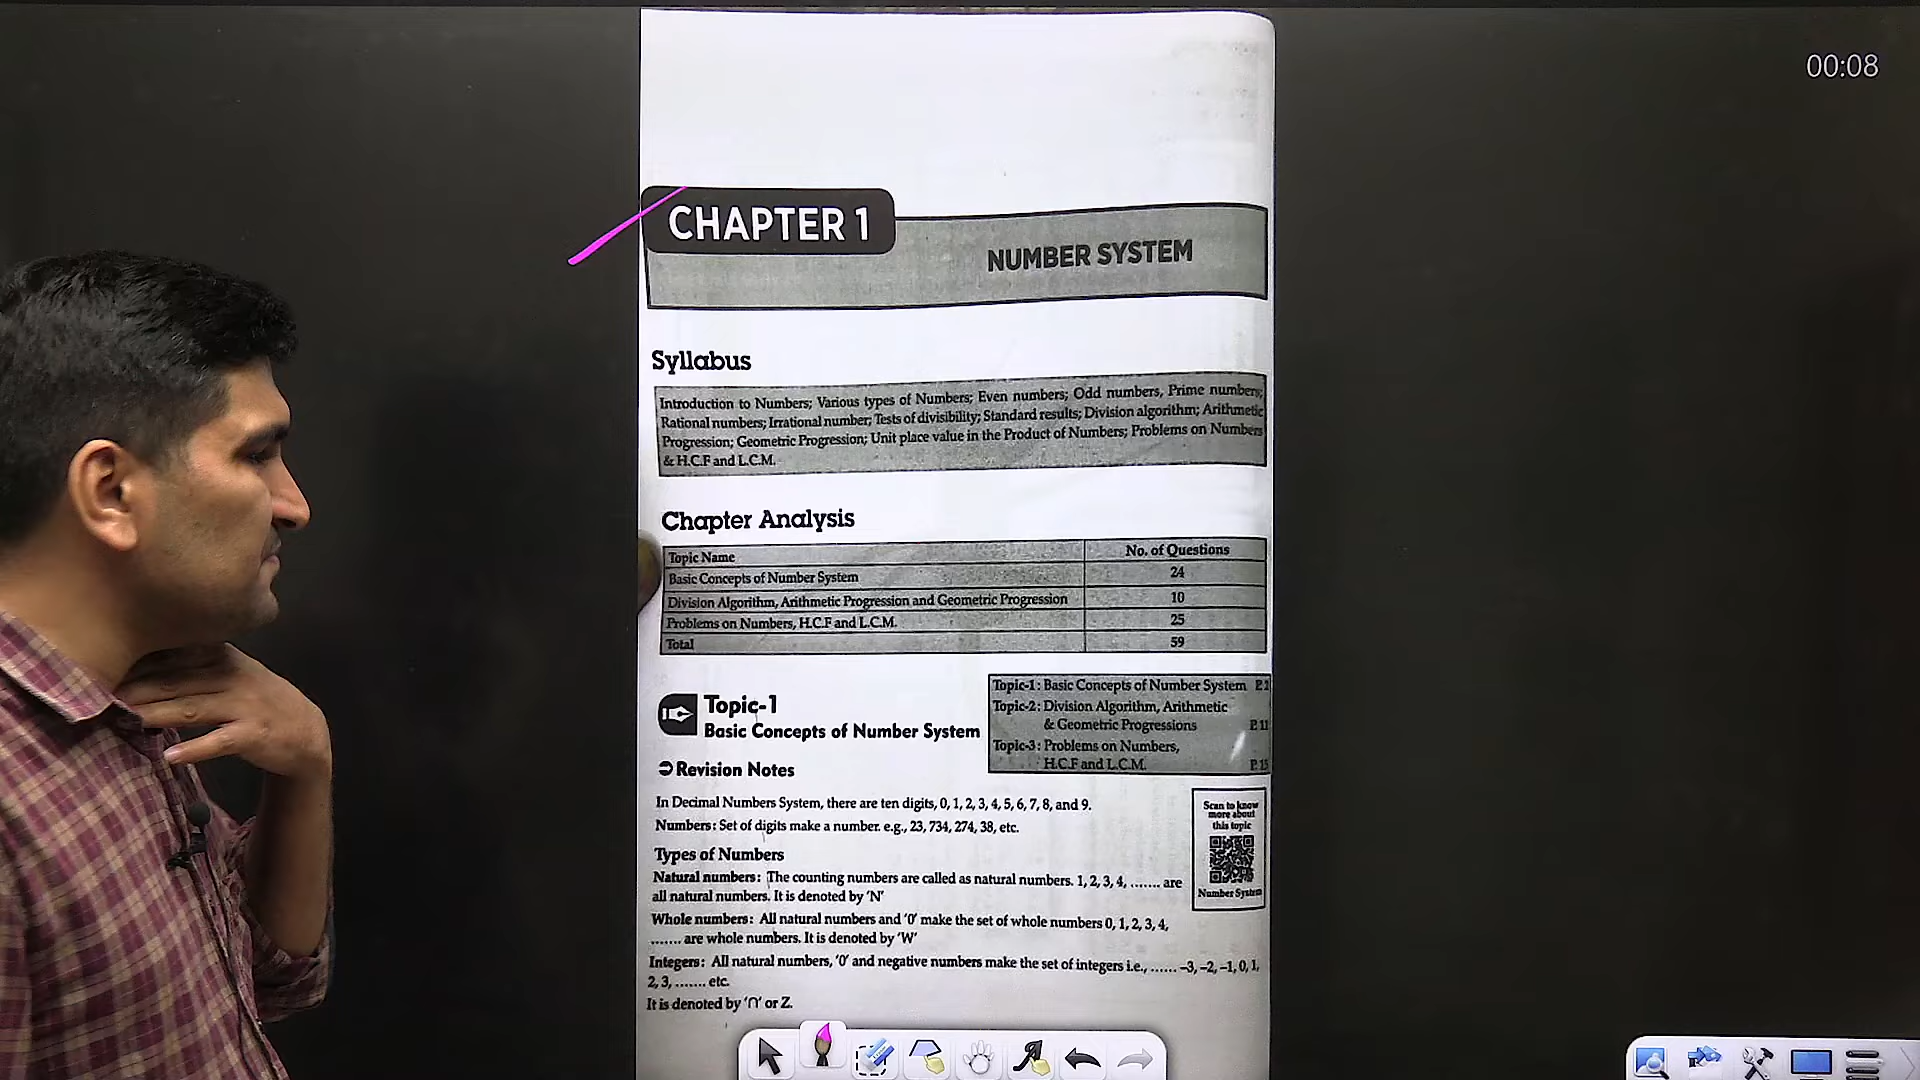 00:08
CHAPTER 1
NUMBER SYSTEM
Syllabus
Introduction to Numbers; Various types of Numbers; Even numbers; Odd numbers, Prime numbers;
Rational numbers; Irrational number; Tests of divisibility; Standard results; Division algorithm; Arithmetic
Progression; Geometric Progression; Unit place value in the Product of Numbers; Problems on Numbers
& H.C.F and L.C.M.
Chapter Analysis
Topic Name No. of Questions
Basic Concepts of Number System 24
Division Algorithm, Arithmetic Progression and Geometric Progression 10
Problems on Numbers, H.C.F and L.C.M. 25
Total 59
Topic-1
Basic Concepts of Number System
Topic-1 : Basic Concepts of Number System P.1
Topic-2 : Division Algorithm, Arithmetic
& Geometric Progressions P.11
Topic-3 : Problems on Numbers,
H.C.F and L.C.M. P.15
Revision Notes
In Decimal Numbers System, there are ten digits, 0, 1, 2, 3, 4, 5, 6, 7, 8, and 9.
Numbers: Set of digits make a number. e.g., 23, 734, 274, 38, etc.
Scan to know
more about
this topic
Number System
Types of Numbers
Natural numbers: The counting numbers are called as natural numbers. 1, 2, 3, 4, ....... are
all natural numbers. It is denoted by 'N'
Whole numbers: All natural numbers and '0' make the set of whole numbers 0, 1, 2, 3, 4,
....... are whole numbers. It is denoted by 'W'
Integers: All natural numbers, '0' and negative numbers make the set of integers i.e., ...... –3, –2, –1, 0, 1,
2, 3, ....... etc.
It is denoted by '∩' or Z.